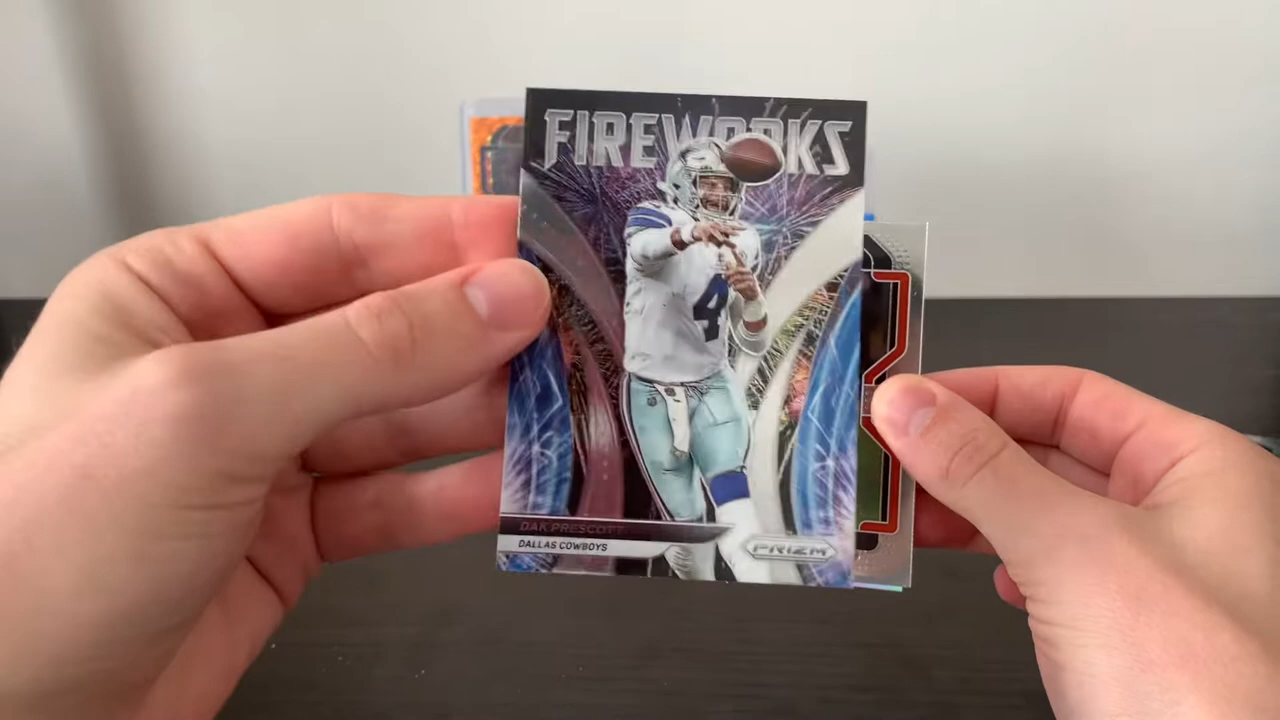 FIREWORKS
4
DAK PRESCOTT
DALLAS COWBOYS
PRIZM